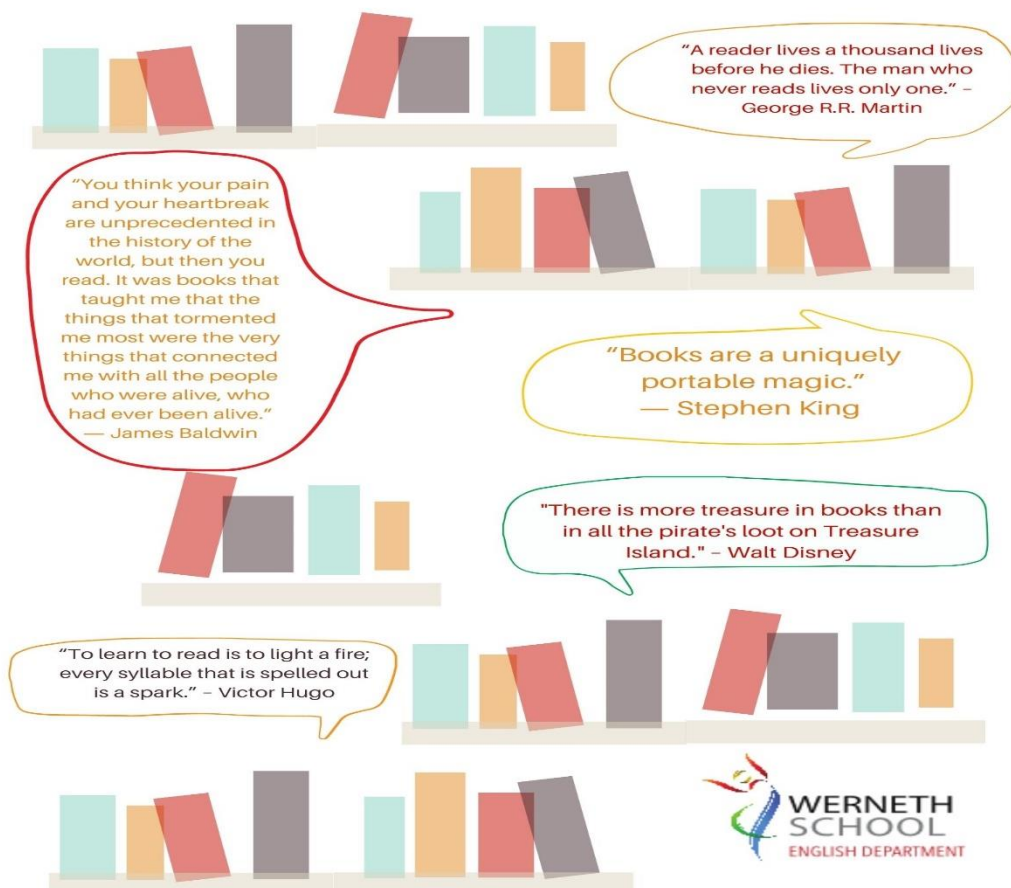 “A reader lives a thousand lives
before he dies. The man who
never reads lives only one.” –
George R.R. Martin
“You think your pain
and your heartbreak
are unprecedented in
the history of the
world, but then you
read. It was books that
taught me that the
things that tormented
me most were the very
things that connected
me with all the people
who were alive, who
had ever been alive.”
— James Baldwin
“Books are a uniquely
portable magic.”
— Stephen King
"There is more treasure in books than
in all the pirate's loot on Treasure
Island." – Walt Disney
“To learn to read is to light a fire;
every syllable that is spelled out
is a spark.” – Victor Hugo
WERNETH
SCHOOL
ENGLISH DEPARTMENT